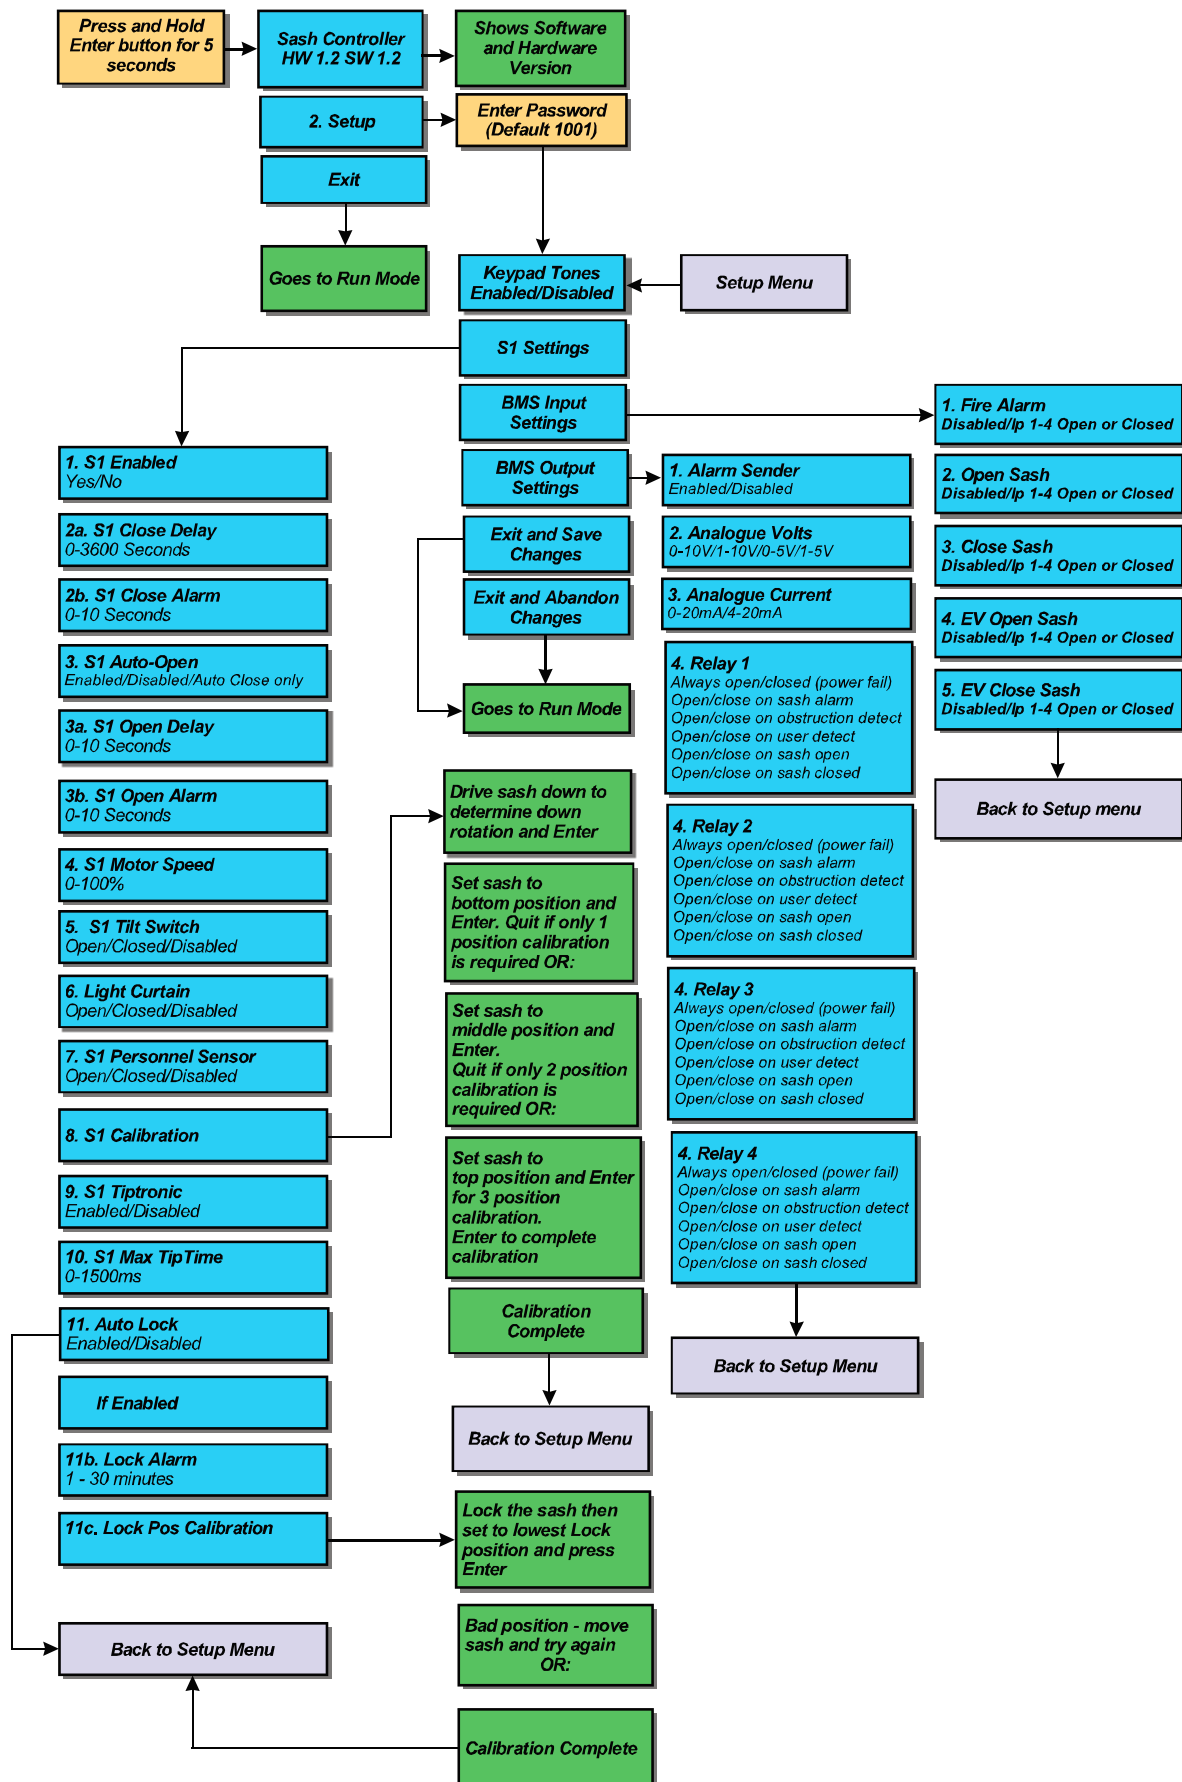 Press and Hold
Enter button for 5
seconds
Sash Controller
HW 1.2 SW 1.2
Shows Software
and Hardware
Version
2. Setup
Enter Password
(Default 1001)
Exit
Goes to Run Mode
Keypad Tones
Enabled/Disabled
Setup Menu
S1 Settings
BMS Input
Settings
BMS Output
Settings
Exit and Save
Changes
Exit and Abandon
Changes
Goes to Run Mode
1. S1 Enabled
Yes/No
2a. S1 Close Delay
0-3600 Seconds
2b. S1 Close Alarm
0-10 Seconds
3. S1 Auto-Open
Enabled/Disabled/Auto Close only
3a. S1 Open Delay
0-10 Seconds
3b. S1 Open Alarm
0-10 Seconds
4. S1 Motor Speed
0-100%
5. S1 Tilt Switch
Open/Closed/Disabled
6. Light Curtain
Open/Closed/Disabled
7. S1 Personnel Sensor
Open/Closed/Disabled
8. S1 Calibration
9. S1 Tiptronic
Enabled/Disabled
10. S1 Max TipTime
0-1500ms
11. Auto Lock
Enabled/Disabled
If Enabled
11b. Lock Alarm
1 - 30 minutes
11c. Lock Pos Calibration
Back to Setup Menu
Drive sash down to
determine down
rotation and Enter
Set sash to
bottom position and
Enter. Quit if only 1
position calibration
is required OR:
Set sash to
middle position and
Enter.
Quit if only 2 position
calibration is
required OR:
Set sash to
top position and Enter
for 3 position
calibration.
Enter to complete
calibration
Calibration
Complete
Back to Setup Menu
Lock the sash then
set to lowest Lock
position and press
Enter
Bad position - move
sash and try again
OR:
Calibration Complete
1. Alarm Sender
Enabled/Disabled
2. Analogue Volts
0-10V/1-10V/0-5V/1-5V
3. Analogue Current
0-20mA/4-20mA
4. Relay 1
Always open/closed (power fail)
Open/close on sash alarm
Open/close on obstruction detect
Open/close on user detect
Open/close on sash open
Open/close on sash closed
4. Relay 2
Always open/closed (power fail)
Open/close on sash alarm
Open/close on obstruction detect
Open/close on user detect
Open/close on sash open
Open/close on sash closed
4. Relay 3
Always open/closed (power fail)
Open/close on sash alarm
Open/close on obstruction detect
Open/close on user detect
Open/close on sash open
Open/close on sash closed
4. Relay 4
Always open/closed (power fail)
Open/close on sash alarm
Open/close on obstruction detect
Open/close on user detect
Open/close on sash open
Open/close on sash closed
Back to Setup Menu
1. Fire Alarm
Disabled/Ip 1-4 Open or Closed
2. Open Sash
Disabled/Ip 1-4 Open or Closed
3. Close Sash
Disabled/Ip 1-4 Open or Closed
4. EV Open Sash
Disabled/Ip 1-4 Open or Closed
5. EV Close Sash
Disabled/Ip 1-4 Open or Closed
Back to Setup menu